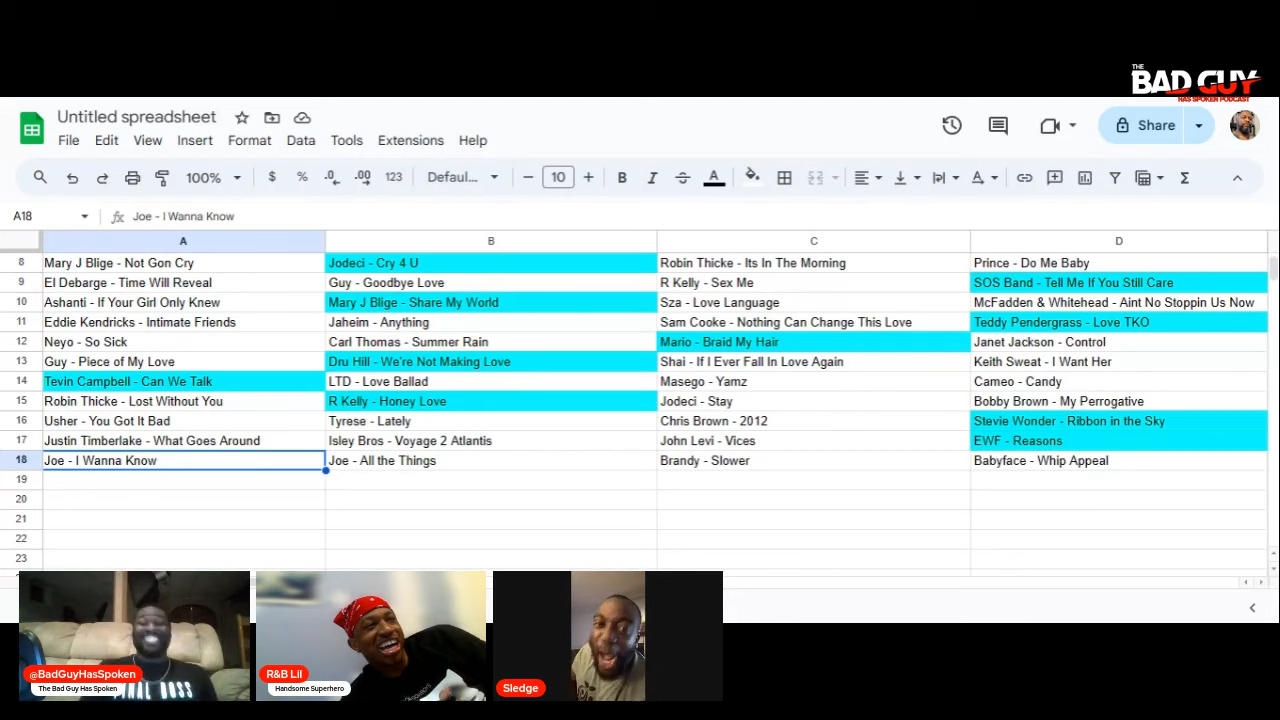 THE
BAD GUY
HAS SPOKEN PODCAST
Untitled spreadsheet
File Edit View Insert Format Data Tools Extensions Help
Share
100% $ % .0 .00 123 Defaul... 10 B I S A Σ
A18 fx Joe - I Wanna Know
A B C D
8 Mary J Blige - Not Gon Cry Jodeci - Cry 4 U Robin Thicke - Its In The Morning Prince - Do Me Baby
9 El Debarge - Time Will Reveal Guy - Goodbye Love R Kelly - Sex Me SOS Band - Tell Me If You Still Care
10 Ashanti - If Your Girl Only Knew Mary J Blige - Share My World Sza - Love Language McFadden & Whitehead - Aint No Stoppin Us Now
11 Eddie Kendricks - Intimate Friends Jaheim - Anything Sam Cooke - Nothing Can Change This Love Teddy Pendergrass - Love TKO
12 Neyo - So Sick Carl Thomas - Summer Rain Mario - Braid My Hair Janet Jackson - Control
13 Guy - Piece of My Love Dru Hill - We're Not Making Love Shai - If I Ever Fall In Love Again Keith Sweat - I Want Her
14 Tevin Campbell - Can We Talk LTD - Love Ballad Masego - Yamz Cameo - Candy
15 Robin Thicke - Lost Without You R Kelly - Honey Love Jodeci - Stay Bobby Brown - My Perrogative
16 Usher - You Got It Bad Tyrese - Lately Chris Brown - 2012 Stevie Wonder - Ribbon in the Sky
17 Justin Timberlake - What Goes Around Isley Bros - Voyage 2 Atlantis John Levi - Vices EWF - Reasons
18 Joe - I Wanna Know Joe - All the Things Brandy - Slower Babyface - Whip Appeal
19
20
21
22
23
@BadGuyHasSpoken
The Bad Guy Has Spoken
FINAL BOSS
R&B Lil
Handsome Superhero
Sledge